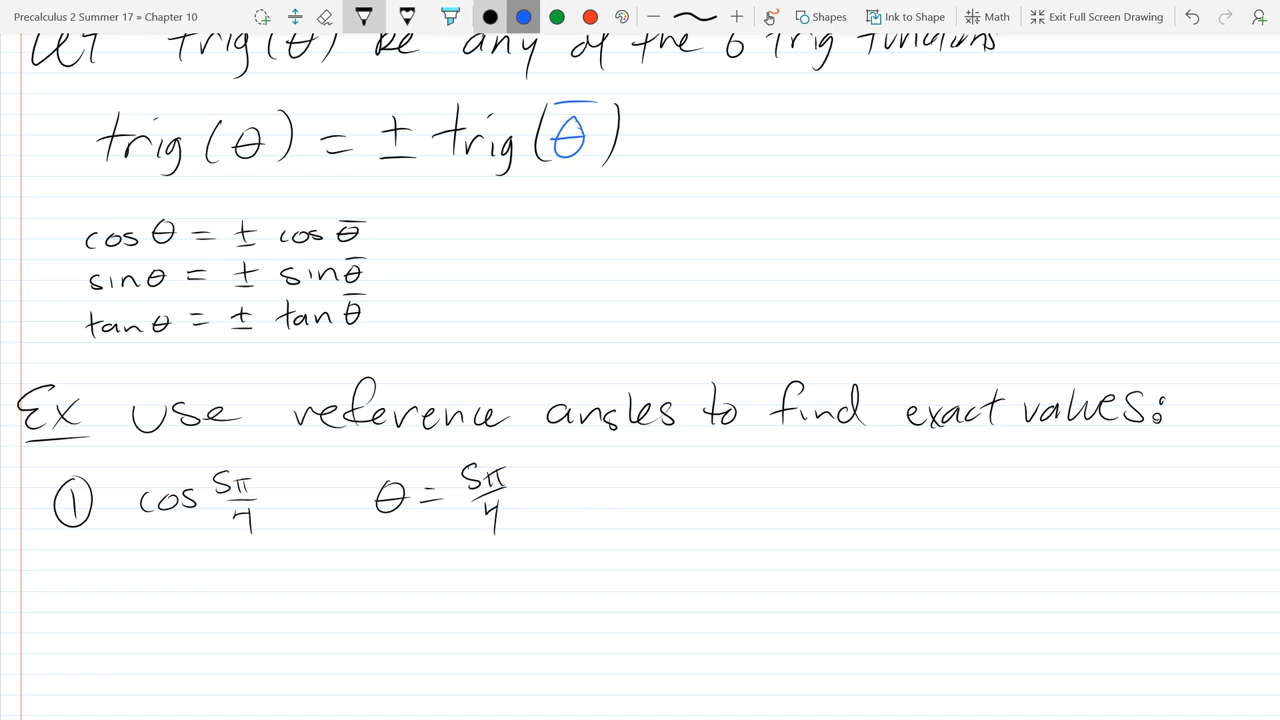 Precalculus 2 Summer 17 » Chapter 10
Shapes
Ink to Shape
Math
Exit Full Screen Drawing
Let trig(θ) be any of the 6 trig functions
trig(θ) = ± trig(θ̅)
cos θ = ± cos θ̅
sin θ = ± sin θ̅
tan θ = ± tan θ̅
Ex use reference angles to find exact values:
① cos 5π/4 θ = 5π/4